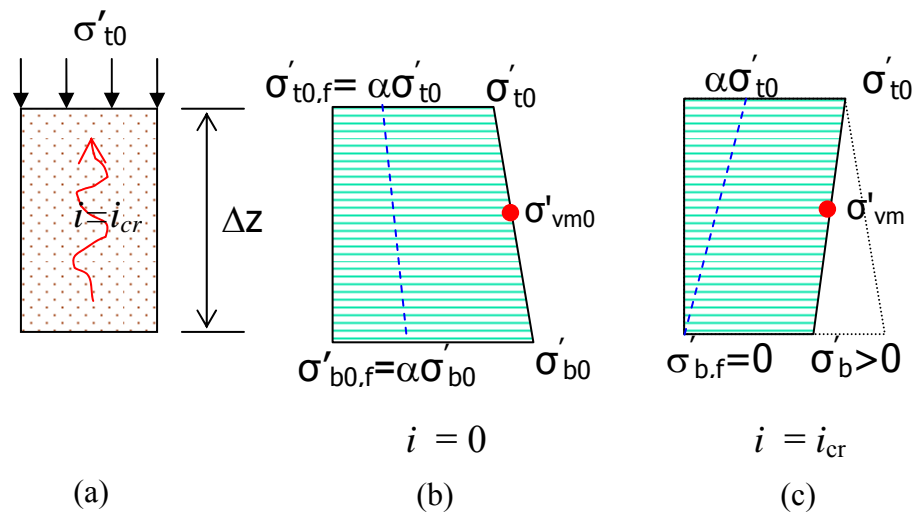 σ′t0
i=icr
Δz
(a)
σ′t0,f= ασ′t0
σ′t0
σ'vm0
σ'b0,f=ασ′b0
σ′b0
i = 0
(b)
ασ′t0
σ′t0
σ'vm
σ′b,f=0
σ′b>0
i = icr
(c)